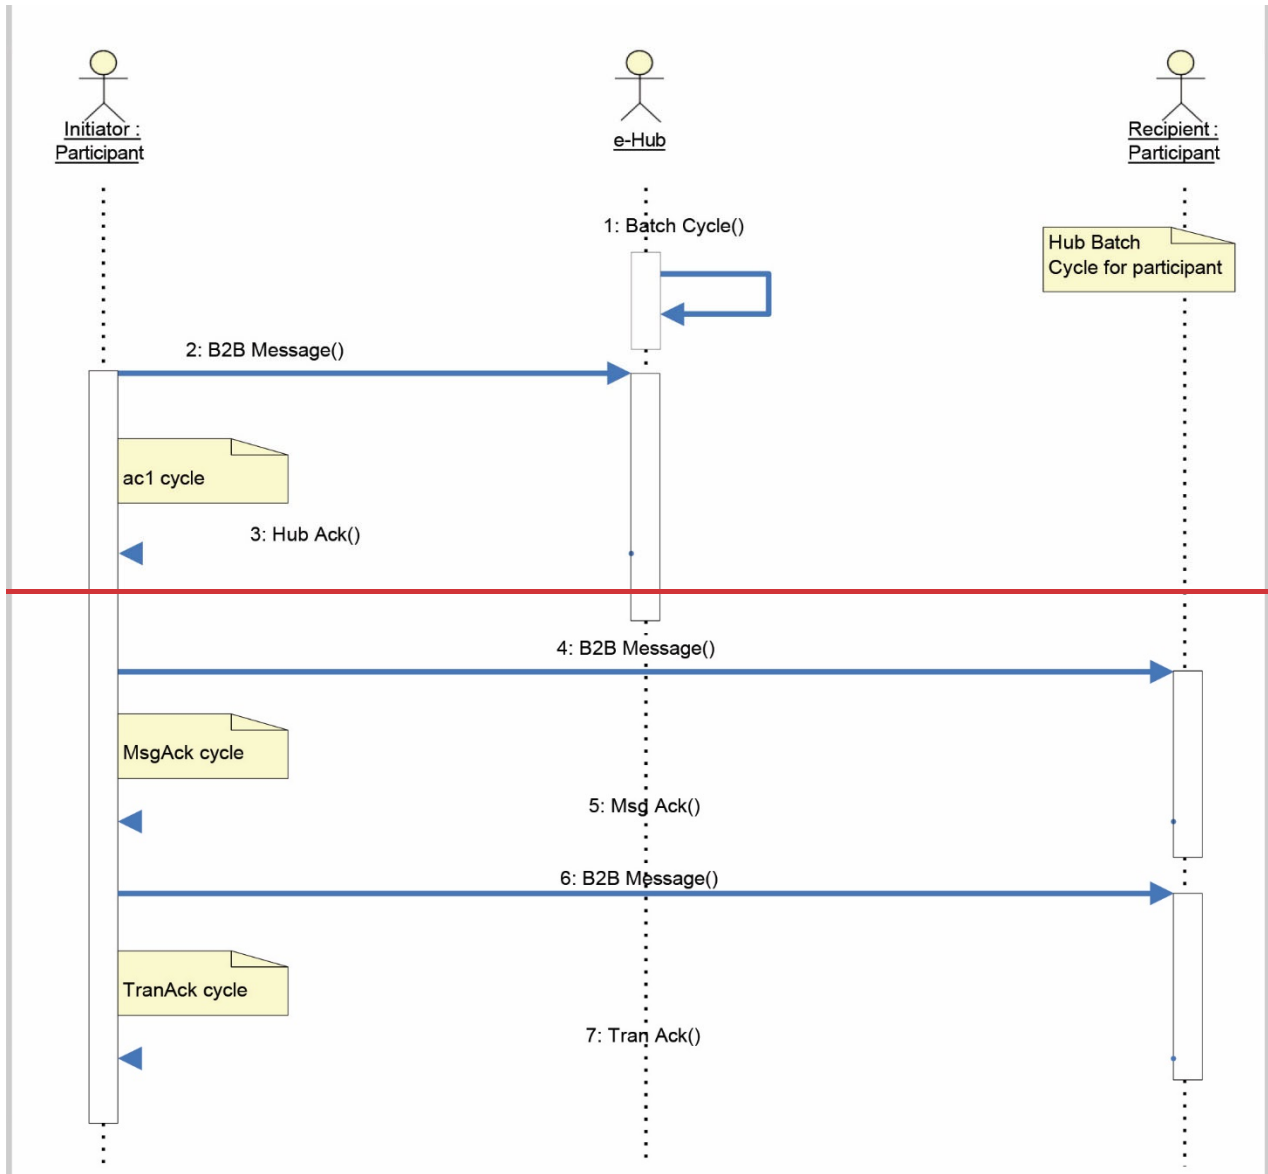 Initiator :
Participant
e-Hub
Recipient :
Participant
1: Batch Cycle()
Hub Batch
Cycle for participant
2: B2B Message()
ac1 cycle
3: Hub Ack()
4: B2B Message()
MsgAck cycle
5: Msg Ack()
6: B2B Message()
TranAck cycle
7: Tran Ack()